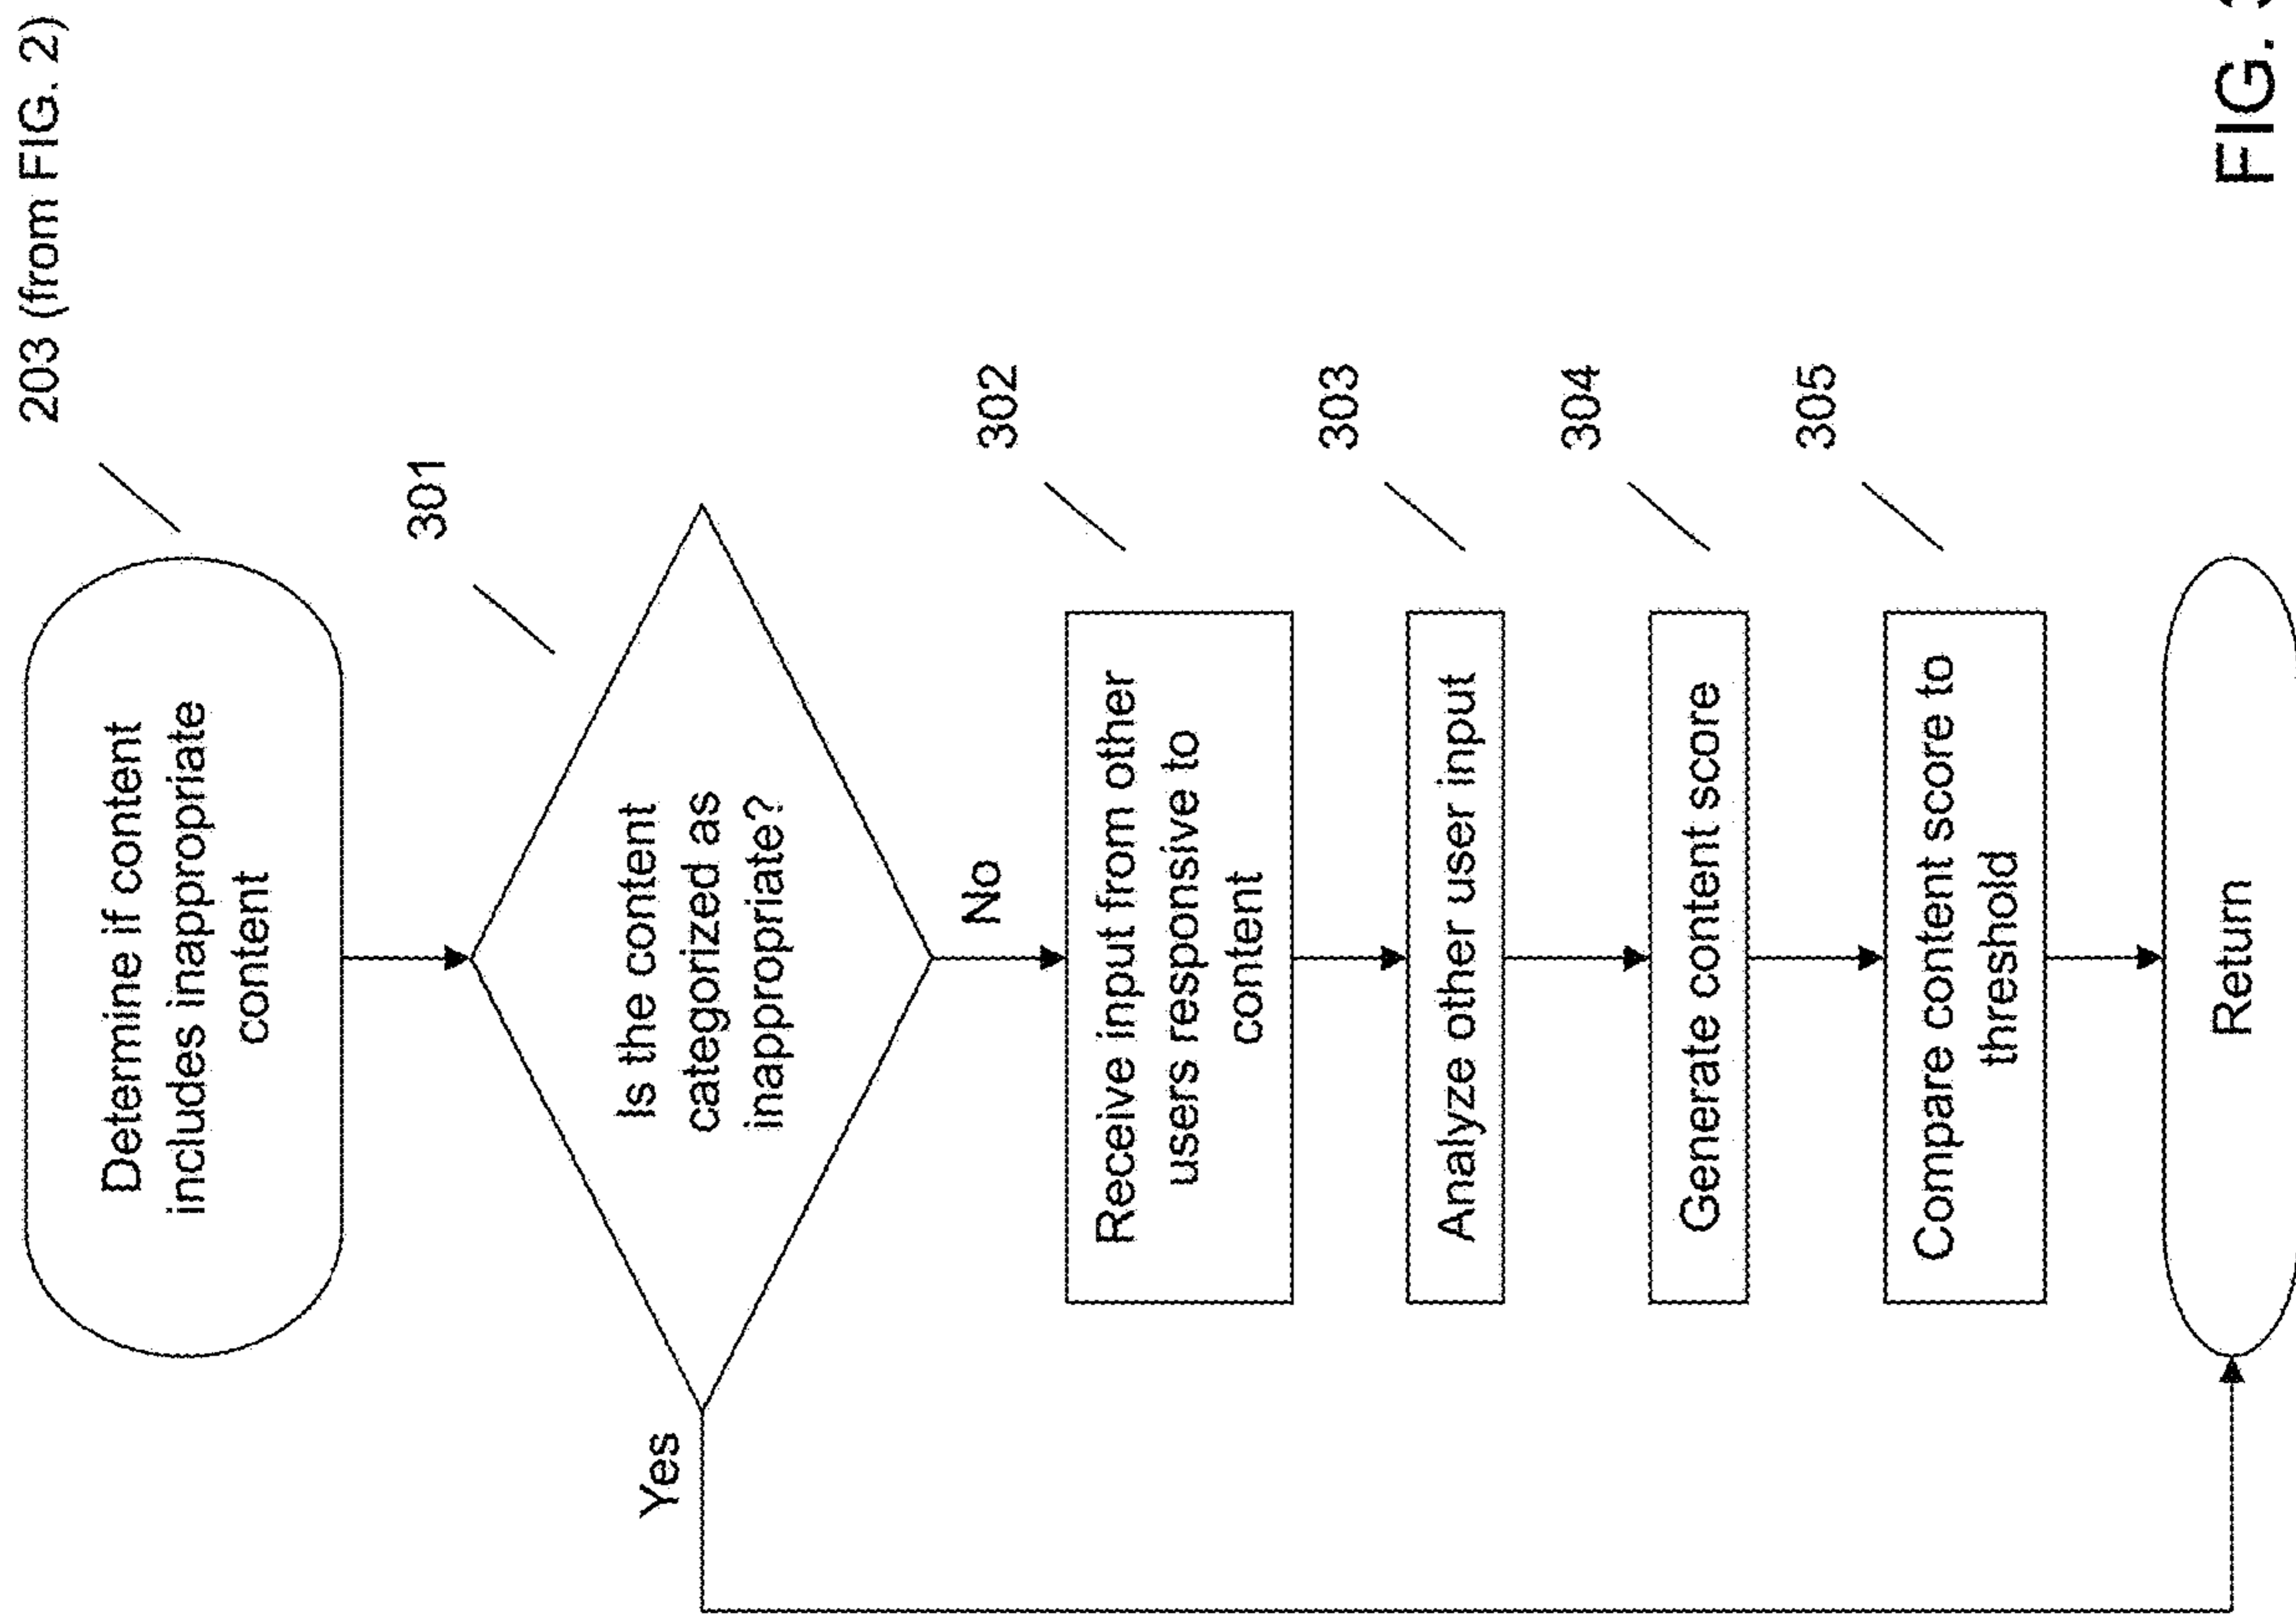 203 (from FIG. 2)
Determine if content
includes inappropriate
content
301
Is the content
categorized as
inappropriate?
Yes
No
302
Receive input from other
users responsive to
content
303
Analyze other user input
304
Generate content score
305
Compare content score to
threshold
Return
FIG.